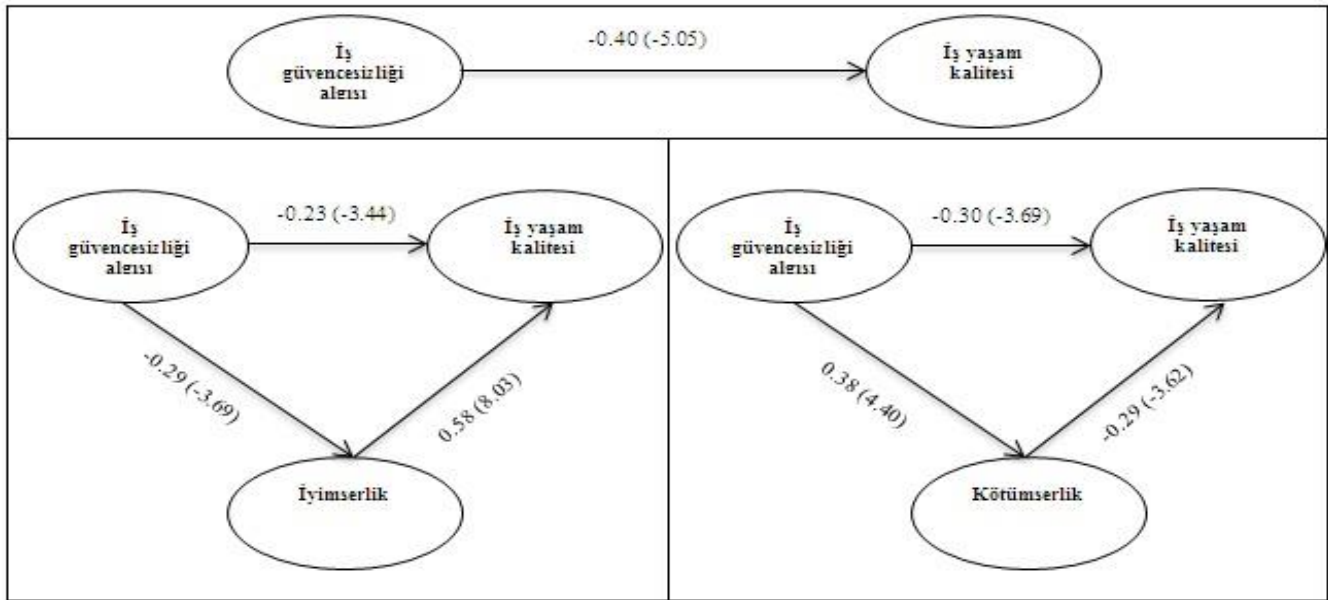 İş
güvencesizliği
algısı
-0.40 (-5.05)
İş yaşam
kalitesi
İş
güvencesizliği
algısı
-0.23 (-3.44)
İş yaşam
kalitesi
-0.29 (-3.69)
0.58 (8.03)
İyimserlik
İş
güvencesizliği
algısı
-0.30 (-3.69)
İş yaşam
kalitesi
0.38 (4.40)
-0.29 (-3.62)
Kötümserlik